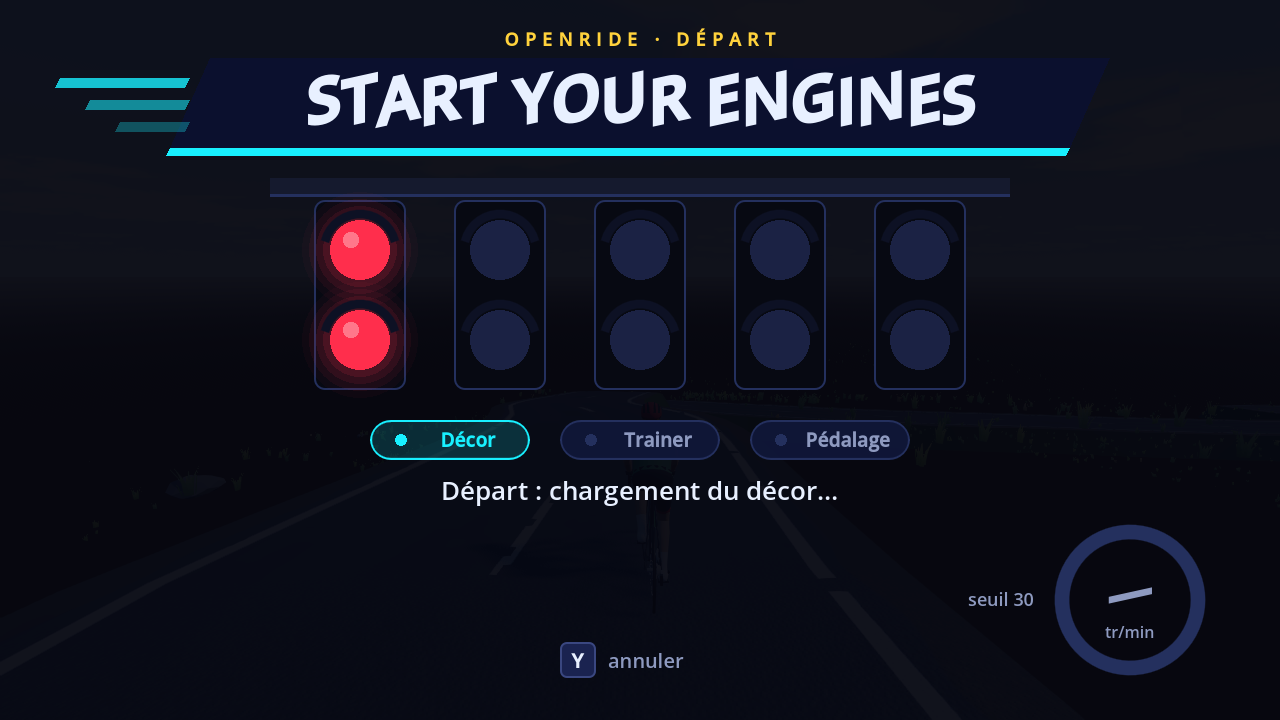 OPENRIDE · DÉPART
START YOUR ENGINES
Décor
Trainer
Pédalage
Départ : chargement du décor...
seuil 30
—
tr/min
Y annuler